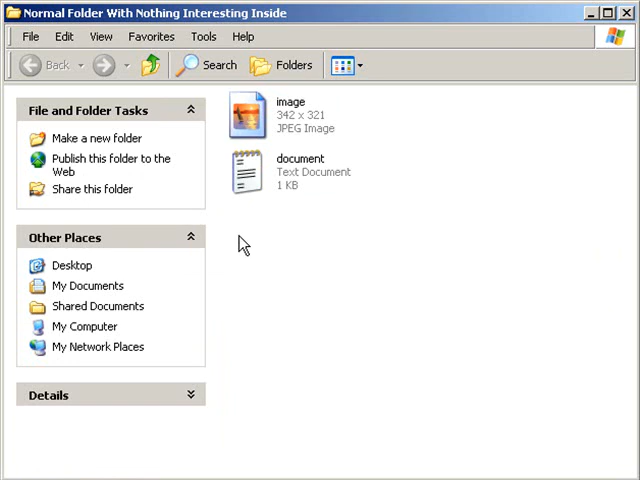 Normal Folder With Nothing Interesting Inside
File Edit View Favorites Tools Help
Back Search Folders
File and Folder Tasks
Make a new folder
Publish this folder to the
Web
Share this folder
Other Places
Desktop
My Documents
Shared Documents
My Computer
My Network Places
Details
image
342 x 321
JPEG Image
document
Text Document
1 KB